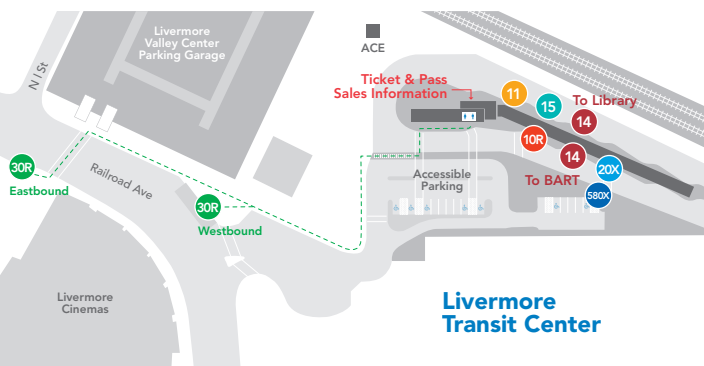 Livermore
Valley Center
Parking Garage
ACE
N I St
Ticket & Pass
Sales Information
11
15
To Library
14
10R
14
To BART
20X
580X
30R
Eastbound
Railroad Ave
Accessible
Parking
30R
Westbound
Livermore
Cinemas
Livermore
Transit Center